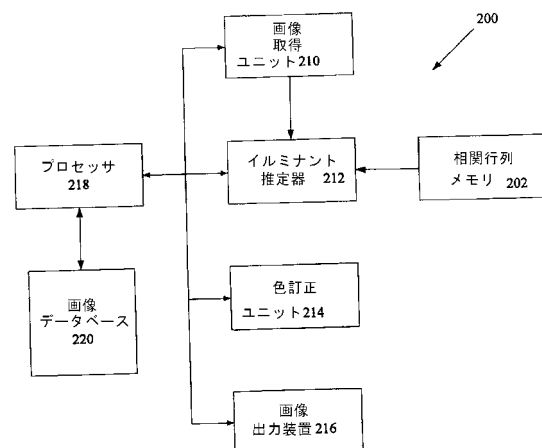 200
画像
取得
ユニット210
プロセッサ
218
イルミナント
推定器 212
相関行列
メモリ 202
画像
データベース
220
色訂正
ユニット214
画像
出力装置 216